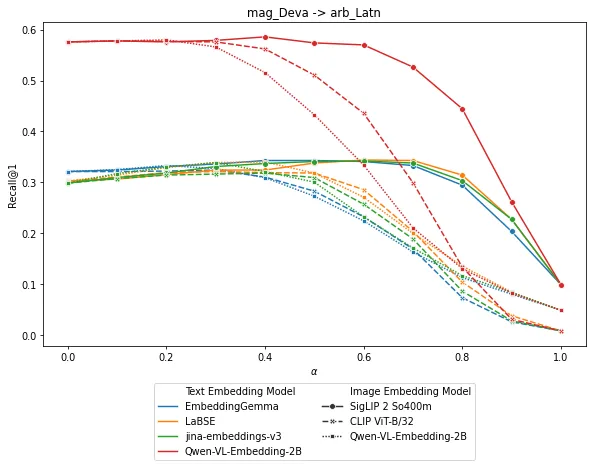 mag_Deva -> arb_Latn
Recall@1
0.6
0.5
0.4
0.3
0.2
0.1
0.0
0.0 0.2 0.4 0.6 0.8 1.0
α
Text Embedding Model
EmbeddingGemma
LaBSE
jina-embeddings-v3
Qwen-VL-Embedding-2B
Image Embedding Model
SigLIP 2 So400m
CLIP ViT-B/32
Qwen-VL-Embedding-2B